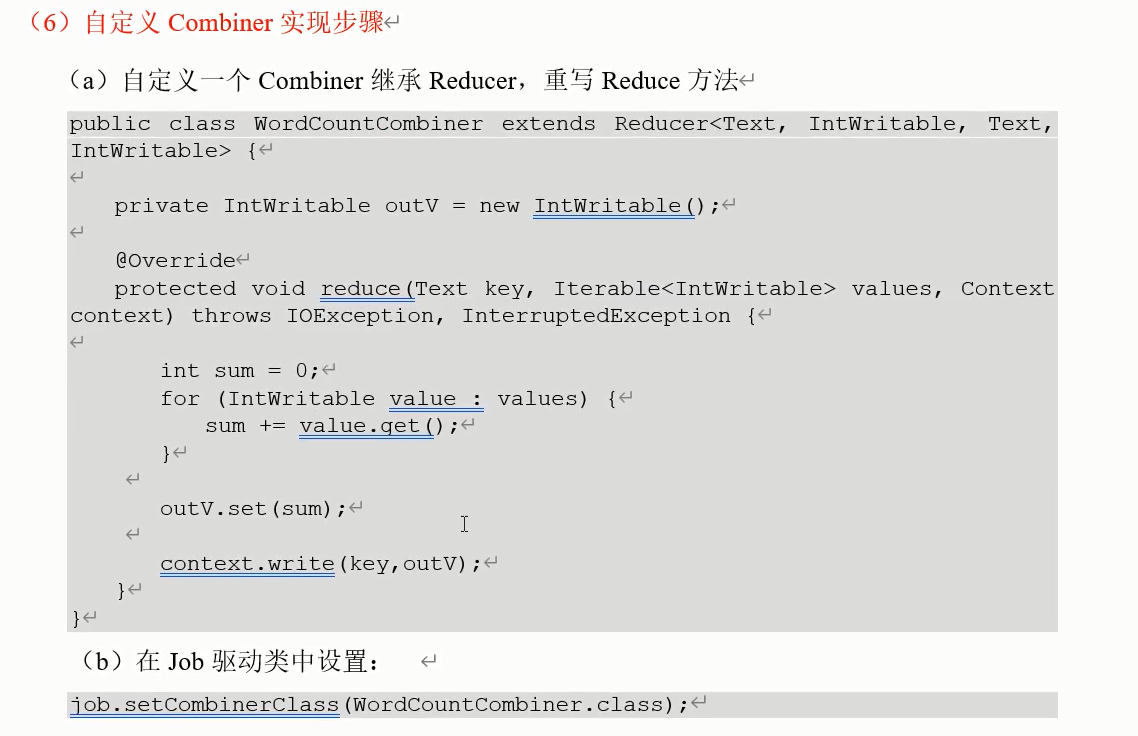 （6）自定义 Combiner 实现步骤↵
（a）自定义一个 Combiner 继承 Reducer，重写 Reduce 方法↵
public class WordCountCombiner extends Reducer<Text, IntWritable, Text,
IntWritable> {↵
↵
private IntWritable outV = new IntWritable();↵
↵
@Override↵
protected void reduce(Text key, Iterable<IntWritable> values, Context
context) throws IOException, InterruptedException {↵
↵
int sum = 0;↵
for (IntWritable value : values) {↵
sum += value.get();↵
}↵
↵
outV.set(sum);↵
↵
context.write(key,outV);↵
}↵
}↵
（b）在 Job 驱动类中设置： ↵
job.setCombinerClass(WordCountCombiner.class);↵